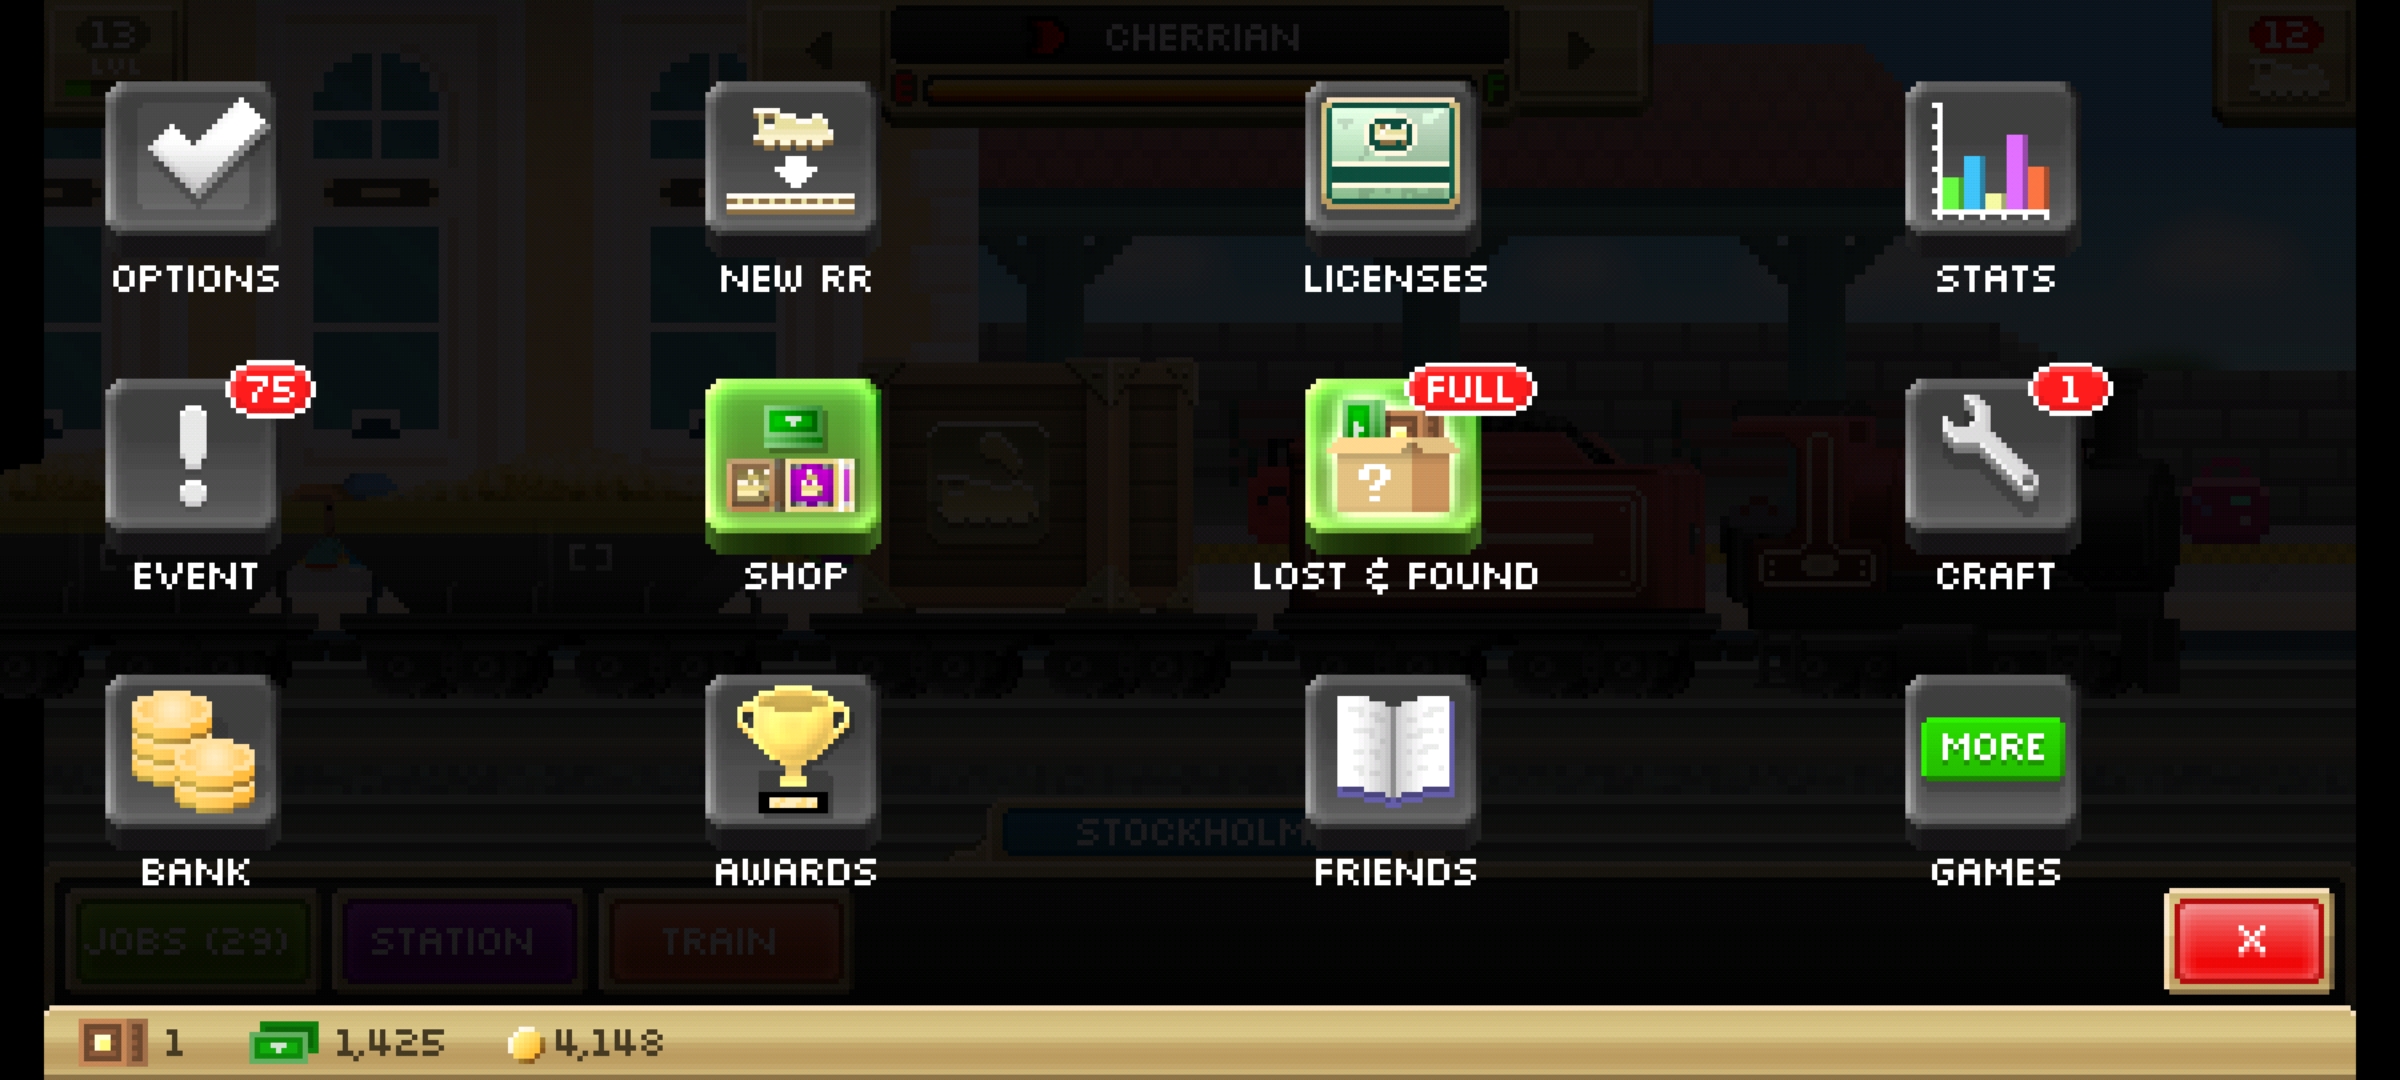 13
LVL
CHERRIAN
12
E
F
OPTIONS
NEW RR
LICENSES
STATS
75
FULL
1
?
EVENT
SHOP
LOST & FOUND
CRAFT
MORE
STOCKHOLM
BANK
AWARDS
FRIENDS
GAMES
JOBS (29)
STATION
TRAIN
X
1
1,425
4,148